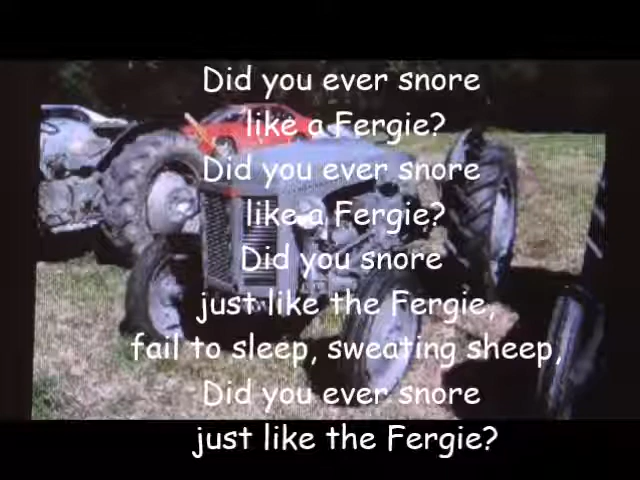 Did you ever snore
like a Fergie?
Did you ever snore
like a Fergie?
Did you snore
just like the Fergie,
fail to sleep, sweating sheep,
Did you ever snore
just like the Fergie?